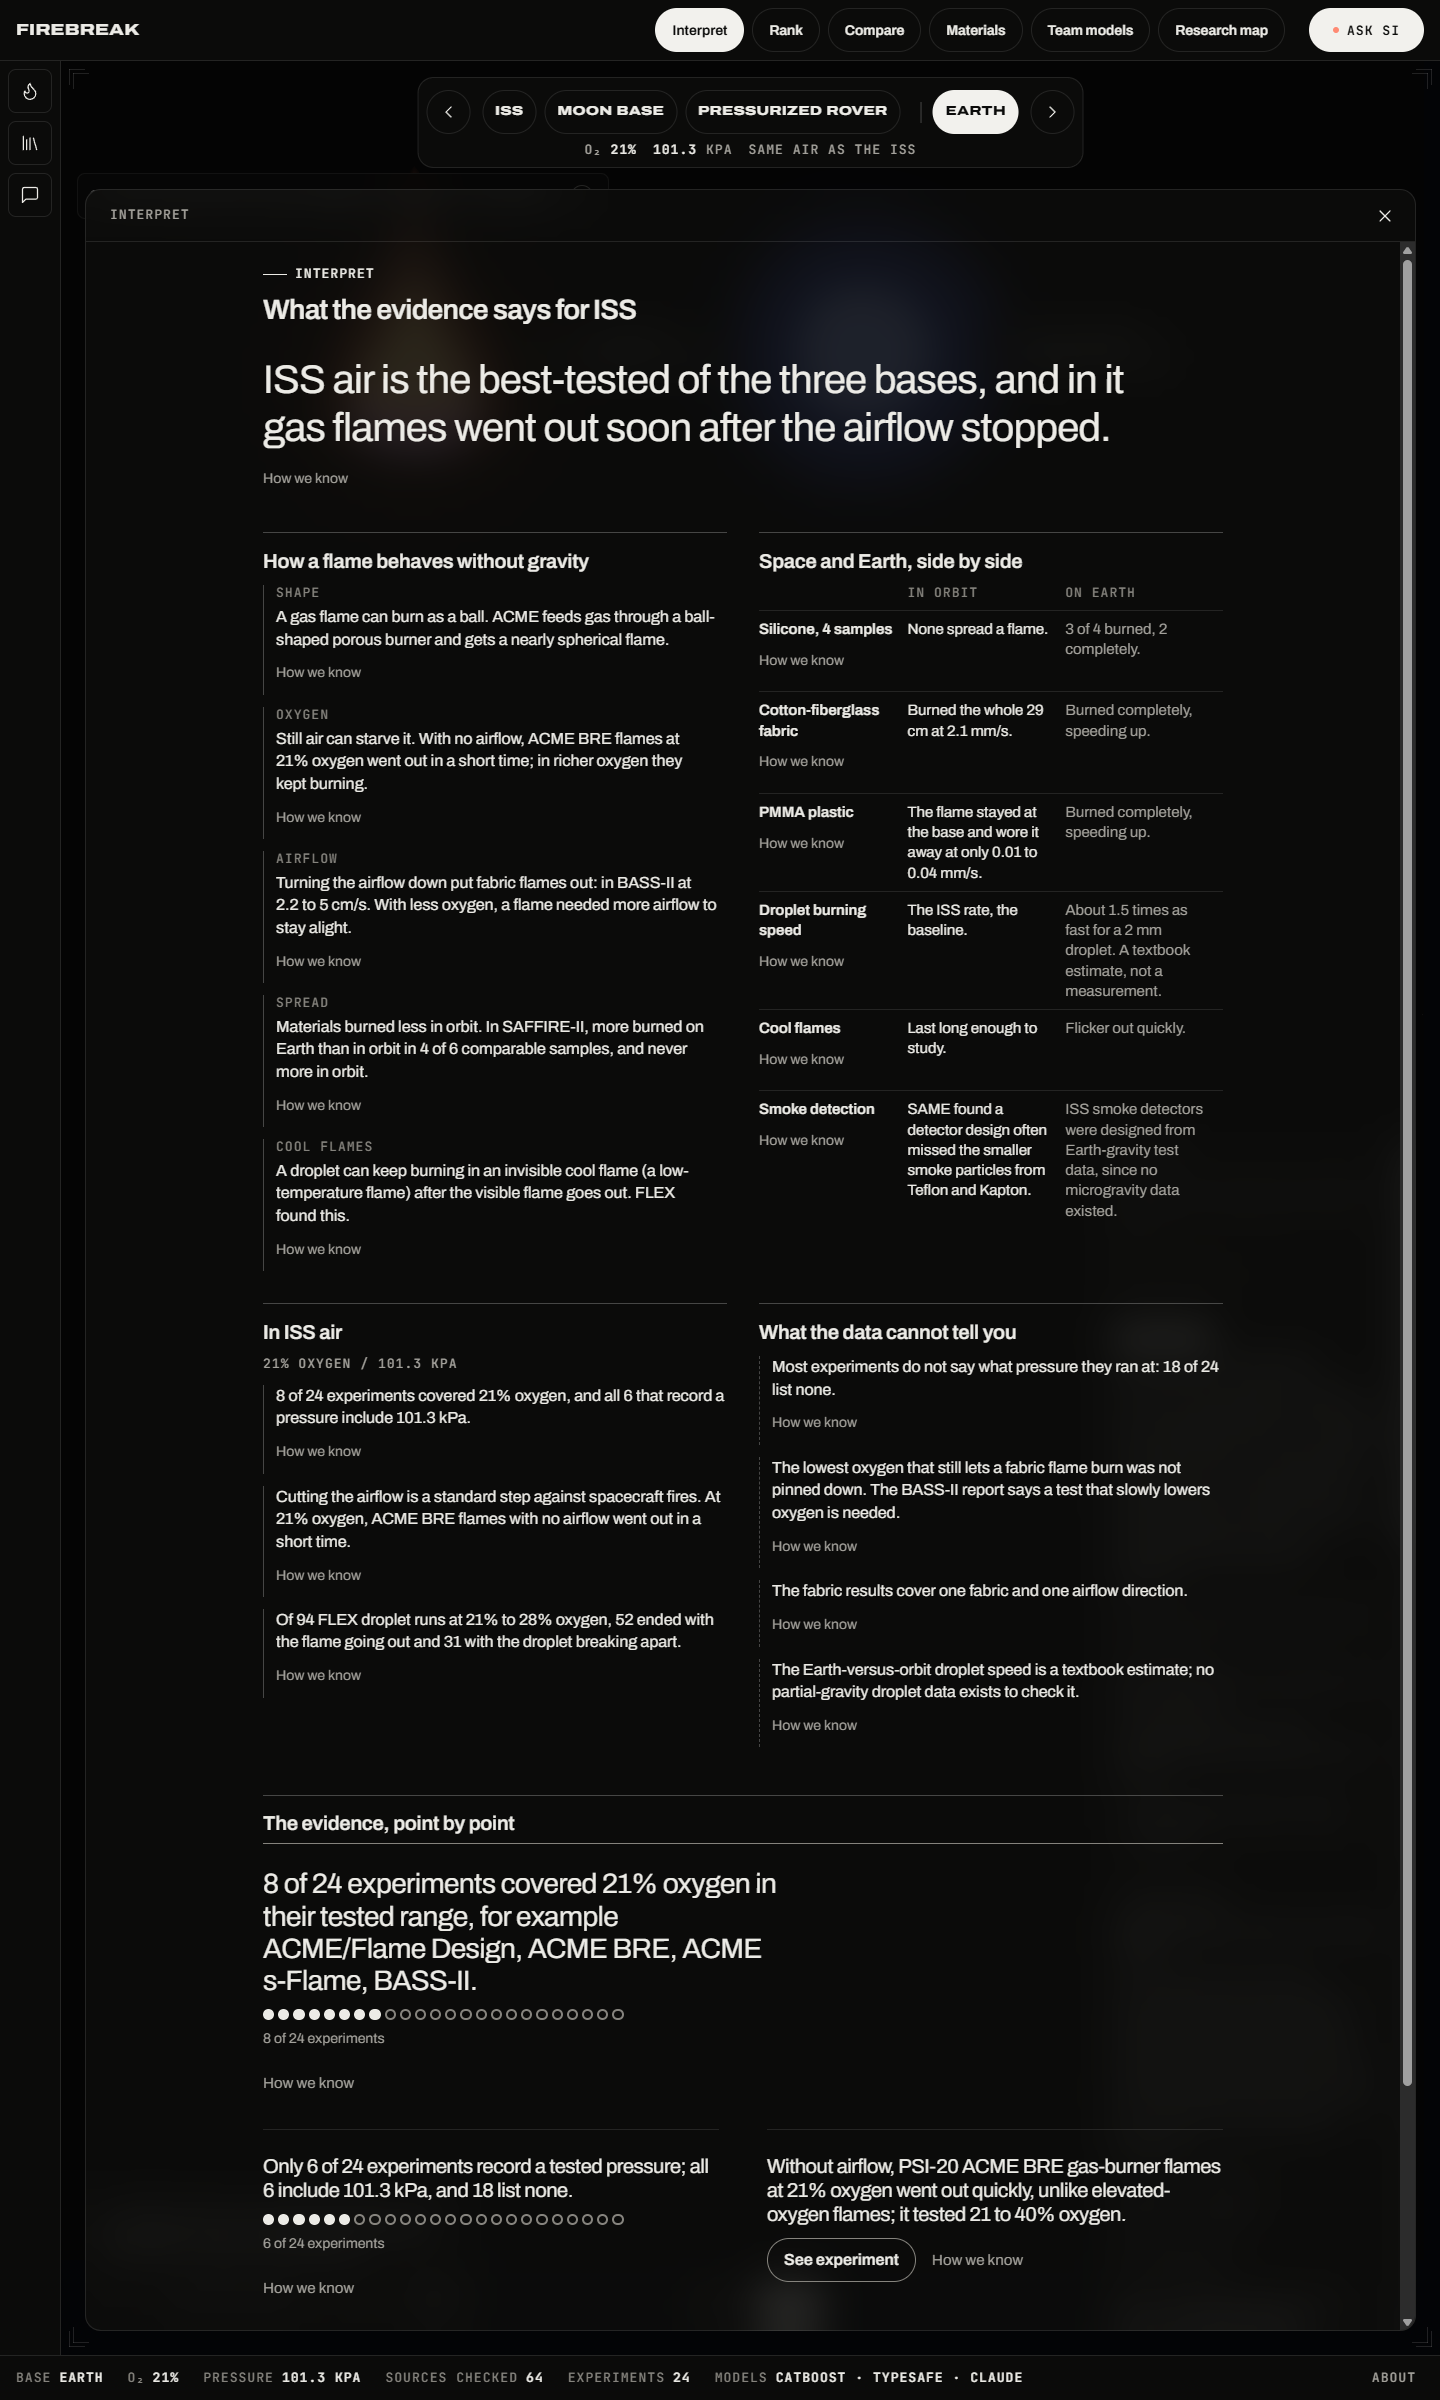 FIREBREAK
Interpret
Rank
Compare
Materials
Team models
Research map
ASK SI
ISS
MOON BASE
PRESSURIZED ROVER
EARTH
O₂ 21% 101.3 KPA SAME AIR AS THE ISS
INTERPRET
INTERPRET
What the evidence says for ISS
ISS air is the best-tested of the three bases, and in it
gas flames went out soon after the airflow stopped.
How we know
How a flame behaves without gravity
SHAPE
A gas flame can burn as a ball. ACME feeds gas through a ball-
shaped porous burner and gets a nearly spherical flame.
How we know
OXYGEN
Still air can starve it. With no airflow, ACME BRE flames at
21% oxygen went out in a short time; in richer oxygen they
kept burning.
How we know
AIRFLOW
Turning the airflow down put fabric flames out: in BASS-II at
2.2 to 5 cm/s. With less oxygen, a flame needed more airflow to
stay alight.
How we know
SPREAD
Materials burned less in orbit. In SAFFIRE-II, more burned on
Earth than in orbit in 4 of 6 comparable samples, and never
more in orbit.
How we know
COOL FLAMES
A droplet can keep burning in an invisible cool flame (a low-
temperature flame) after the visible flame goes out. FLEX
found this.
How we know
Space and Earth, side by side
IN ORBIT
ON EARTH
Silicone, 4 samples
How we know
None spread a flame.
3 of 4 burned, 2
completely.
Cotton-fiberglass
fabric
How we know
Burned the whole 29
cm at 2.1 mm/s.
Burned completely,
speeding up.
PMMA plastic
How we know
The flame stayed at
the base and wore it
away at only 0.01 to
0.04 mm/s.
Burned completely,
speeding up.
Droplet burning
speed
How we know
The ISS rate, the
baseline.
About 1.5 times as
fast for a 2 mm
droplet. A textbook
estimate, not a
measurement.
Cool flames
How we know
Last long enough to
study.
Flicker out quickly.
Smoke detection
How we know
SAME found a
detector design often
missed the smaller
smoke particles from
Teflon and Kapton.
ISS smoke detectors
were designed from
Earth-gravity test
data, since no
microgravity data
existed.
In ISS air
21% OXYGEN / 101.3 KPA
8 of 24 experiments covered 21% oxygen, and all 6 that record a
pressure include 101.3 kPa.
How we know
Cutting the airflow is a standard step against spacecraft fires. At
21% oxygen, ACME BRE flames with no airflow went out in a
short time.
How we know
Of 94 FLEX droplet runs at 21% to 28% oxygen, 52 ended with
the flame going out and 31 with the droplet breaking apart.
How we know
What the data cannot tell you
Most experiments do not say what pressure they ran at: 18 of 24
list none.
How we know
The lowest oxygen that still lets a fabric flame burn was not
pinned down. The BASS-II report says a test that slowly lowers
oxygen is needed.
How we know
The fabric results cover one fabric and one airflow direction.
How we know
The Earth-versus-orbit droplet speed is a textbook estimate; no
partial-gravity droplet data exists to check it.
How we know
The evidence, point by point
8 of 24 experiments covered 21% oxygen in
their tested range, for example
ACME/Flame Design, ACME BRE, ACME
s-Flame, BASS-II.
8 of 24 experiments
How we know
Only 6 of 24 experiments record a tested pressure; all
6 include 101.3 kPa, and 18 list none.
6 of 24 experiments
How we know
Without airflow, PSI-20 ACME BRE gas-burner flames
at 21% oxygen went out quickly, unlike elevated-
oxygen flames; it tested 21 to 40% oxygen.
See experiment
How we know
BASE EARTH O₂ 21% PRESSURE 101.3 KPA SOURCES CHECKED 64 EXPERIMENTS 24 MODELS CATBOOST · TYPESAFE · CLAUDE
ABOUT